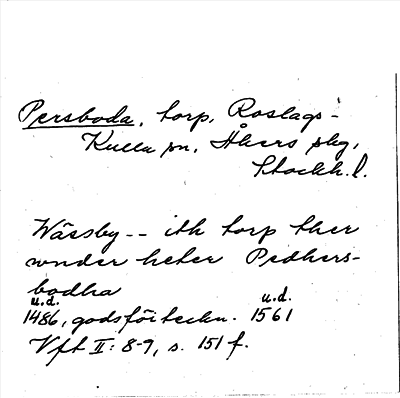 Persboda, torp, Roslags-
Kulla sn, Åkers skg,
Stockh. l.
Wässby -- ith torp ther
wnder heter Pedhers-
bodha
u.d. u.d.
1486, godsförteckn. 1561
Vft II: 8-9, s. 151 f.